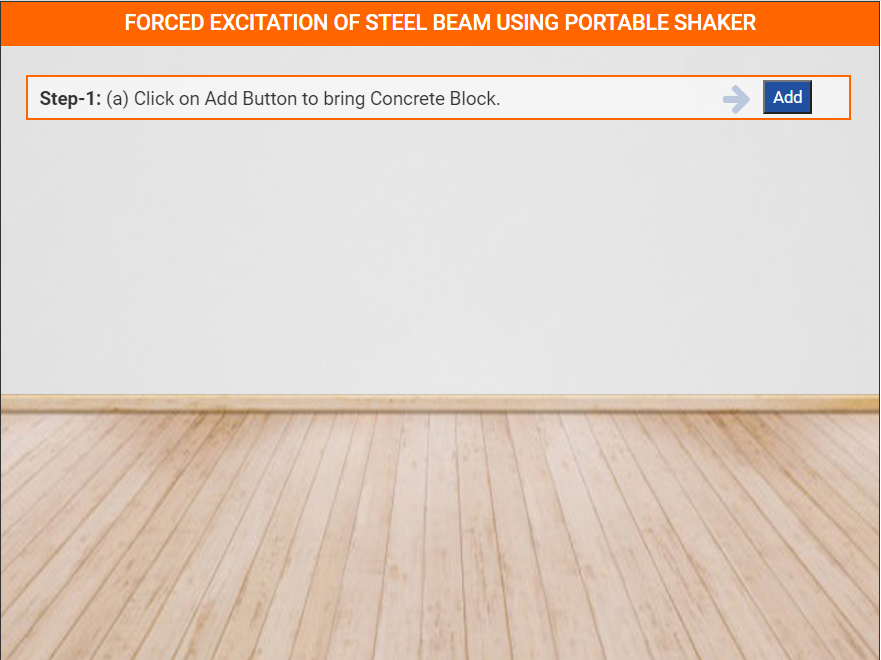 FORCED EXCITATION OF STEEL BEAM USING PORTABLE SHAKER
Step-1: (a) Click on Add Button to bring Concrete Block.
Add